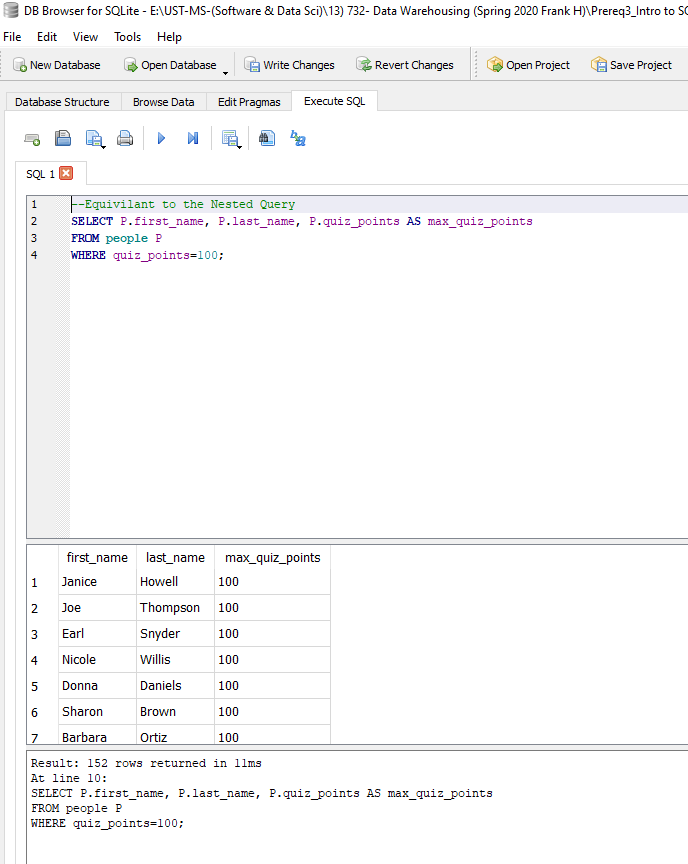 DB Browser for SQLite - E:\UST-MS-(Software & Data Sci)\13) 732- Data Warehousing (Spring 2020 Frank H)\Prereq3_Intro to SQ
File Edit View Tools Help
New Database Open Database Write Changes Revert Changes Open Project Save Project
Database Structure Browse Data Edit Pragmas Execute SQL
SQL 1
1 --Equivilant to the Nested Query
2 SELECT P.first_name, P.last_name, P.quiz_points AS max_quiz_points
3 FROM people P
4 WHERE quiz_points=100;
first_name last_name max_quiz_points
1 Janice Howell 100
2 Joe Thompson 100
3 Earl Snyder 100
4 Nicole Willis 100
5 Donna Daniels 100
6 Sharon Brown 100
7 Barbara Ortiz 100
Result: 152 rows returned in 11ms
At line 10:
SELECT P.first_name, P.last_name, P.quiz_points AS max_quiz_points
FROM people P
WHERE quiz_points=100;